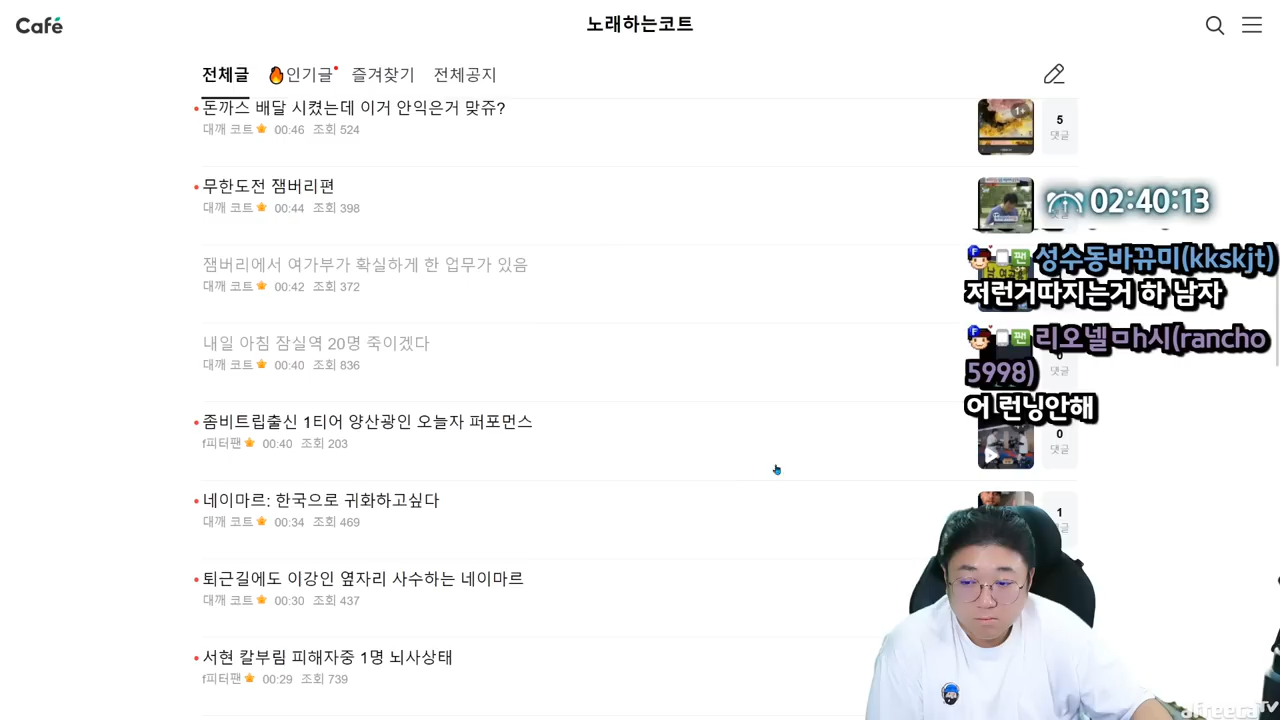 Café
노래하는코트
전체글
인기글
즐겨찾기
전체공지
돈까스 배달 시켰는데 이거 안익은거 맞쥬?
대깨 코트 00:46 조회 524
1+
5
댓글
무한도전 잼버리편
대깨 코트 00:44 조회 398
02:40:13
잼버리에서 여가부가 확실하게 한 업무가 있음
대깨 코트 00:42 조회 372
팬 성수동바뀨미(kkskjt)
저런거따지는거 하 남자
내일 아침 잠실역 20명 죽이겠다
대깨 코트 00:40 조회 836
팬 리오넬ㅁh시(rancho
5998)
어 런닝안해
0
댓글
좀비트립출신 1티어 양산광인 오늘자 퍼포먼스
f피터팬 00:40 조회 203
0
댓글
네이마르: 한국으로 귀화하고싶다
대깨 코트 00:34 조회 469
1
퇴근길에도 이강인 옆자리 사수하는 네이마르
대깨 코트 00:30 조회 437
서현 칼부림 피해자중 1명 뇌사상태
f피터팬 00:29 조회 739
afreecaTV